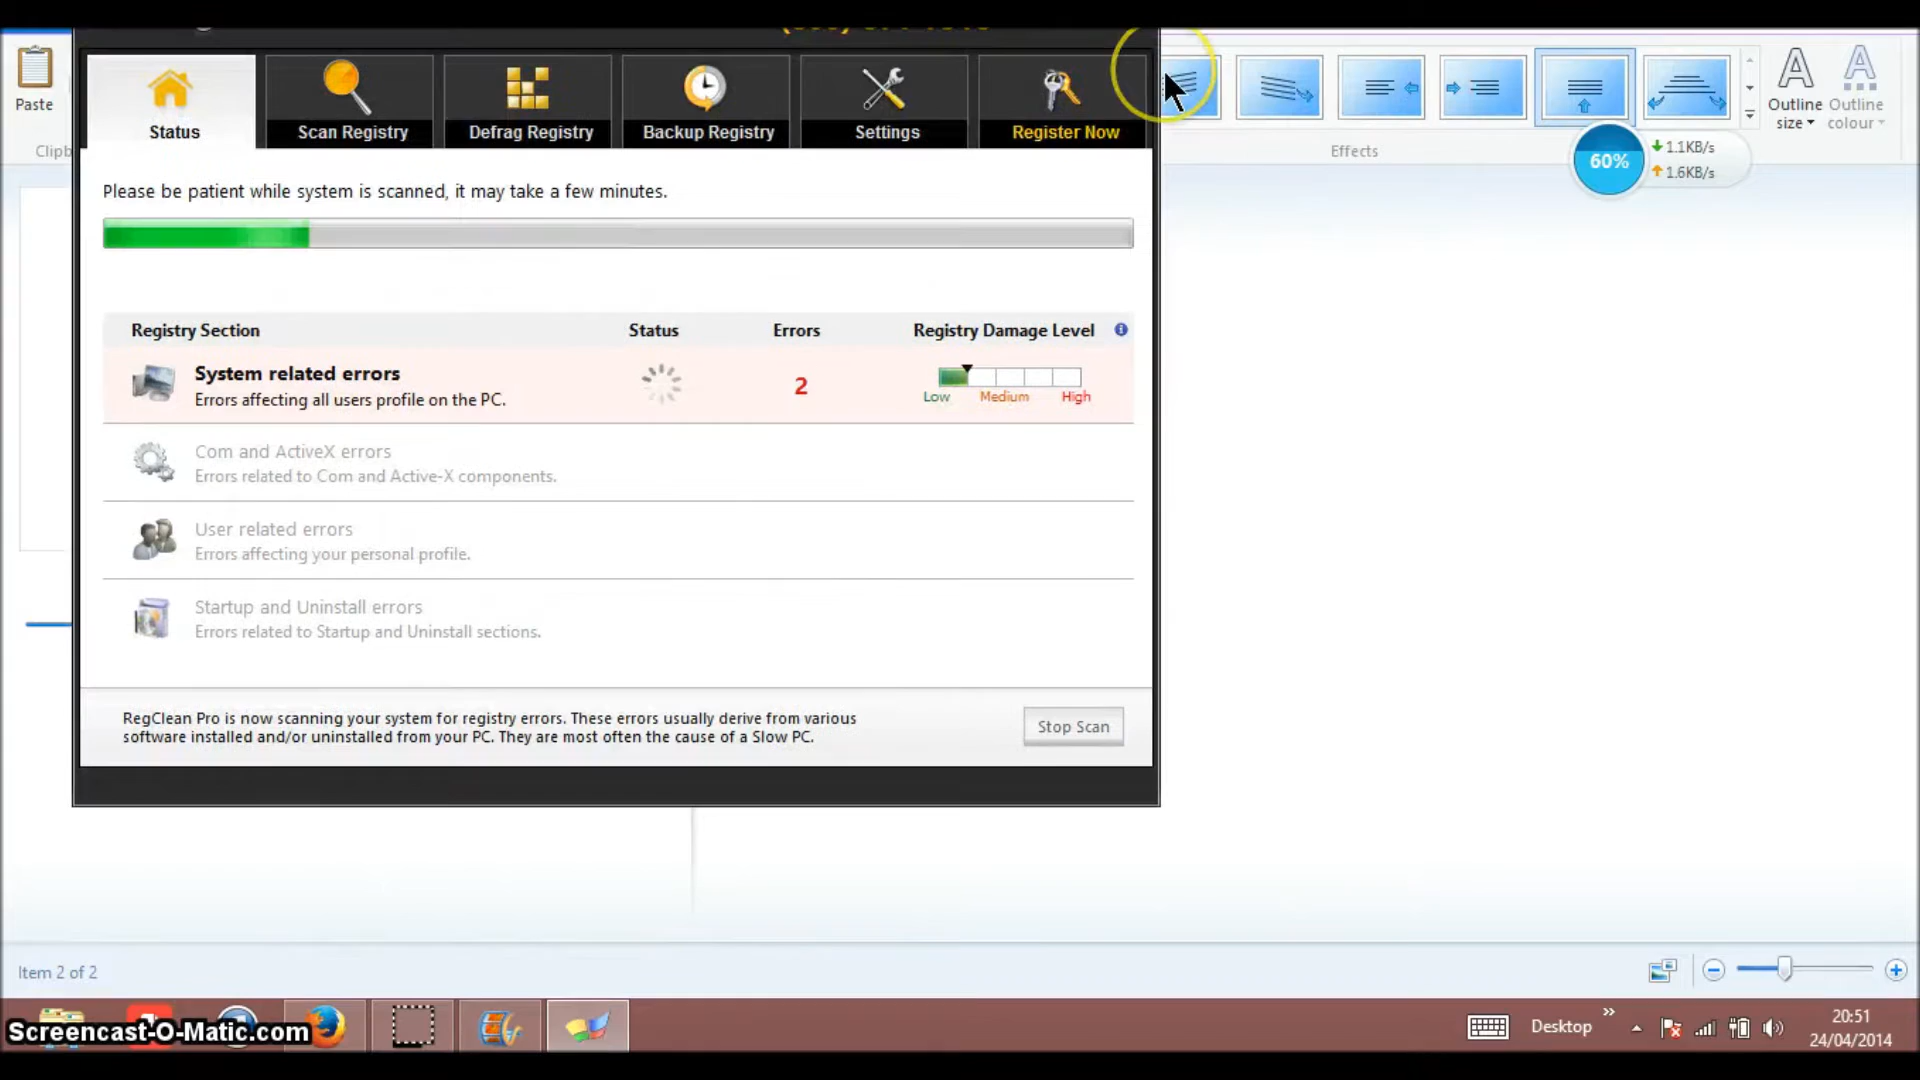 Paste
Status
Scan Registry
Defrag Registry
Backup Registry
Settings
Register Now
Outline size
Outline colour
Effects
60%
1.1KB/s
1.6KB/s
Please be patient while system is scanned, it may take a few minutes.
Registry Section Status Errors Registry Damage Level
System related errors
Errors affecting all users profile on the PC.
2
Low Medium High
Com and ActiveX errors
Errors related to Com and Active-X components.
User related errors
Errors affecting your personal profile.
Startup and Uninstall errors
Errors related to Startup and Uninstall sections.
RegClean Pro is now scanning your system for registry errors. These errors usually derive from various
software installed and/or uninstalled from your PC. They are most often the cause of a Slow PC.
Stop Scan
Item 2 of 2
Screencast-O-Matic.com
Desktop
20:51
24/04/2014